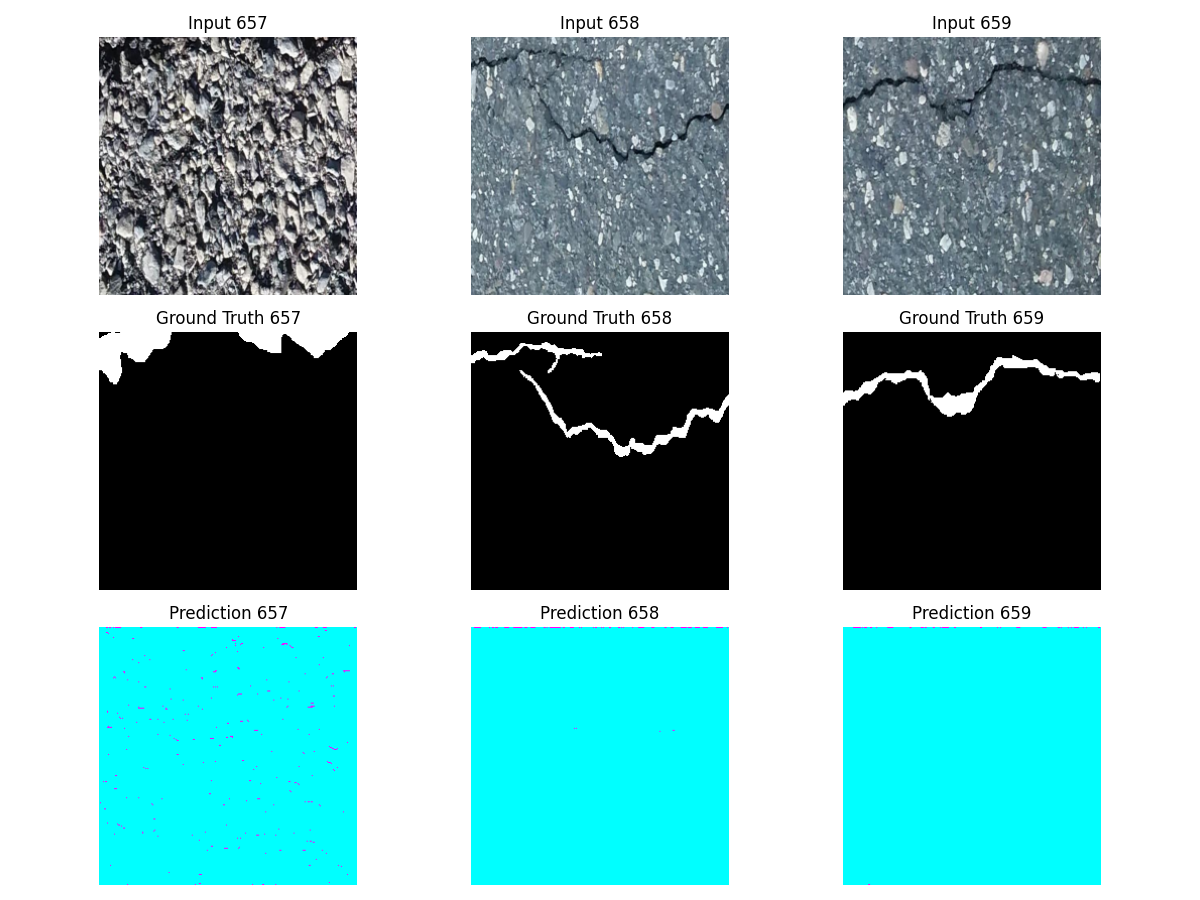 Input 657
Input 658
Input 659
Ground Truth 657
Ground Truth 658
Ground Truth 659
Prediction 657
Prediction 658
Prediction 659